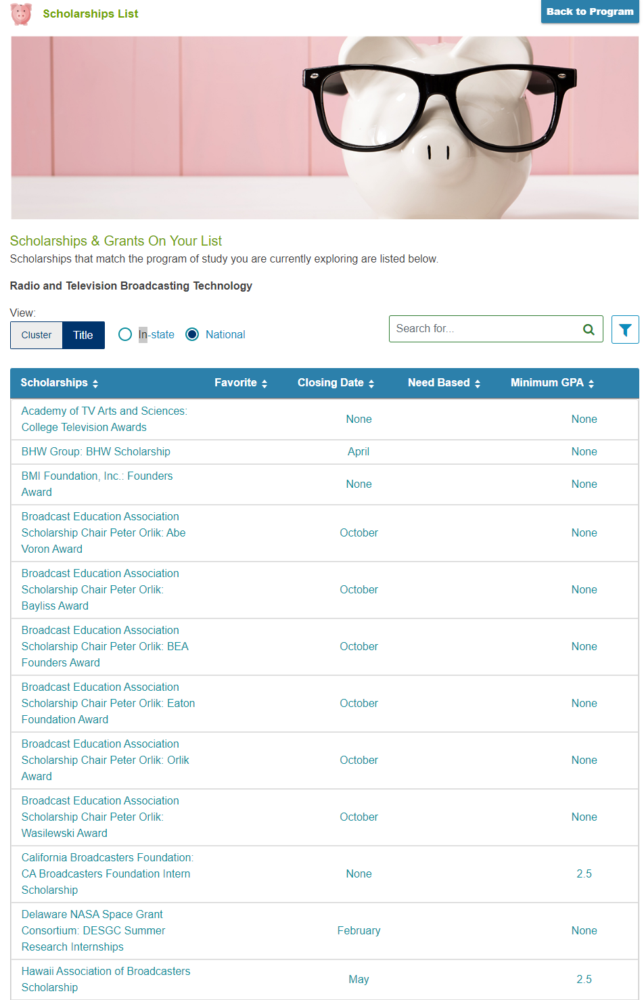 Scholarships List
Back to Program
Scholarships & Grants On Your List
Scholarships that match the program of study you are currently exploring are listed below.
Radio and Television Broadcasting Technology
View:
Cluster Title In-state National Search for...
Scholarships Favorite Closing Date Need Based Minimum GPA
Academy of TV Arts and Sciences:
College Television Awards
None None
BHW Group: BHW Scholarship April None
BMI Foundation, Inc.: Founders
Award
None None
Broadcast Education Association
Scholarship Chair Peter Orlik: Abe
Voron Award
October None
Broadcast Education Association
Scholarship Chair Peter Orlik:
Bayliss Award
October None
Broadcast Education Association
Scholarship Chair Peter Orlik: BEA
Founders Award
October None
Broadcast Education Association
Scholarship Chair Peter Orlik: Eaton
Foundation Award
October None
Broadcast Education Association
Scholarship Chair Peter Orlik: Orlik
Award
October None
Broadcast Education Association
Scholarship Chair Peter Orlik:
Wasilewski Award
October None
California Broadcasters Foundation:
CA Broadcasters Foundation Intern
Scholarship
None 2.5
Delaware NASA Space Grant
Consortium: DESGC Summer
Research Internships
February None
Hawaii Association of Broadcasters
Scholarship
May 2.5